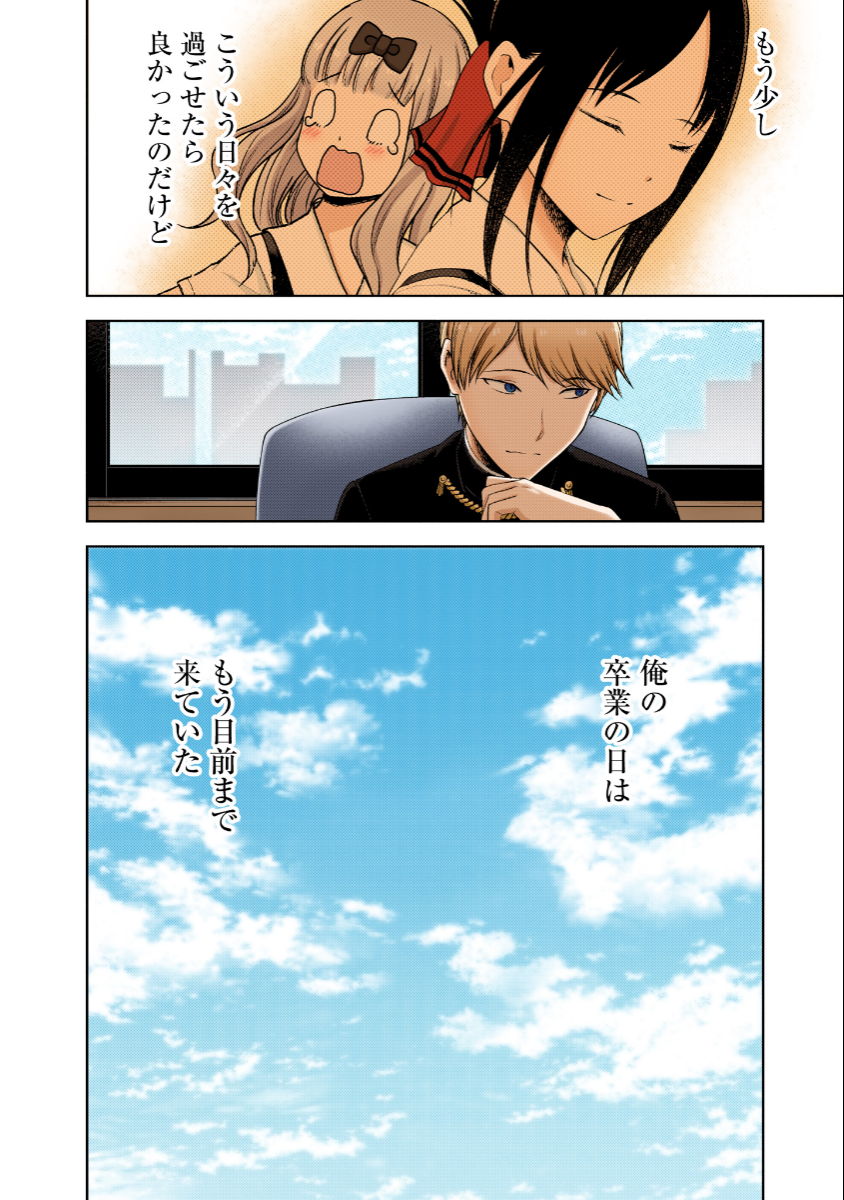 もう少し
こういう日々を
過ごせたら
良かったのだけど
俺の
卒業の日は
もう目前まで
来ていた